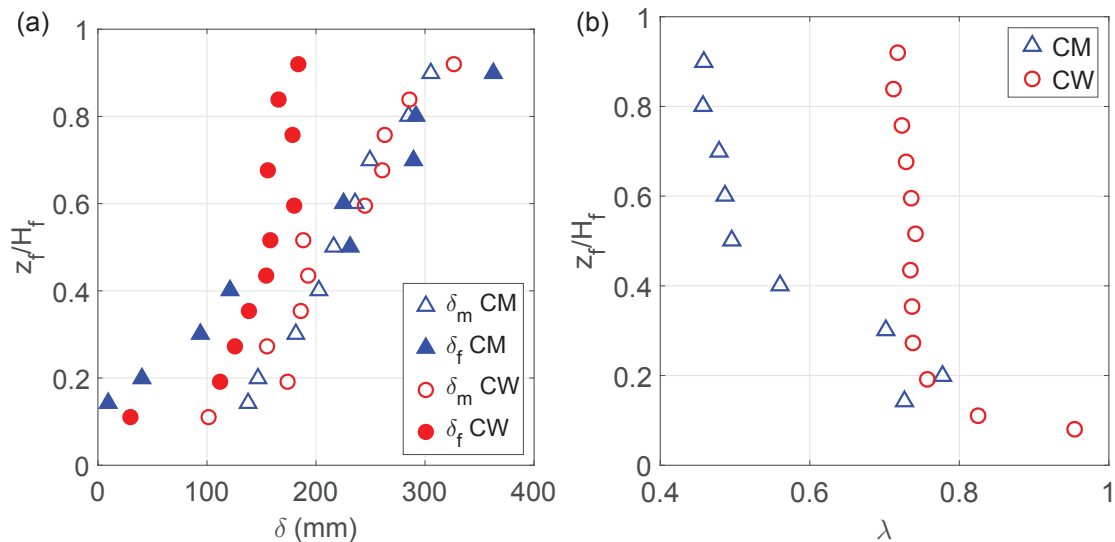 (a)
1
0.8
0.6
0.4
0.2
0
z_f/H_f
0 100 200 300 400
δ (mm)
δ_m CM
δ_f CM
δ_m CW
δ_f CW
(b)
1
0.8
0.6
0.4
0.2
0
z_f/H_f
0.4 0.6 0.8 1
λ
CM
CW